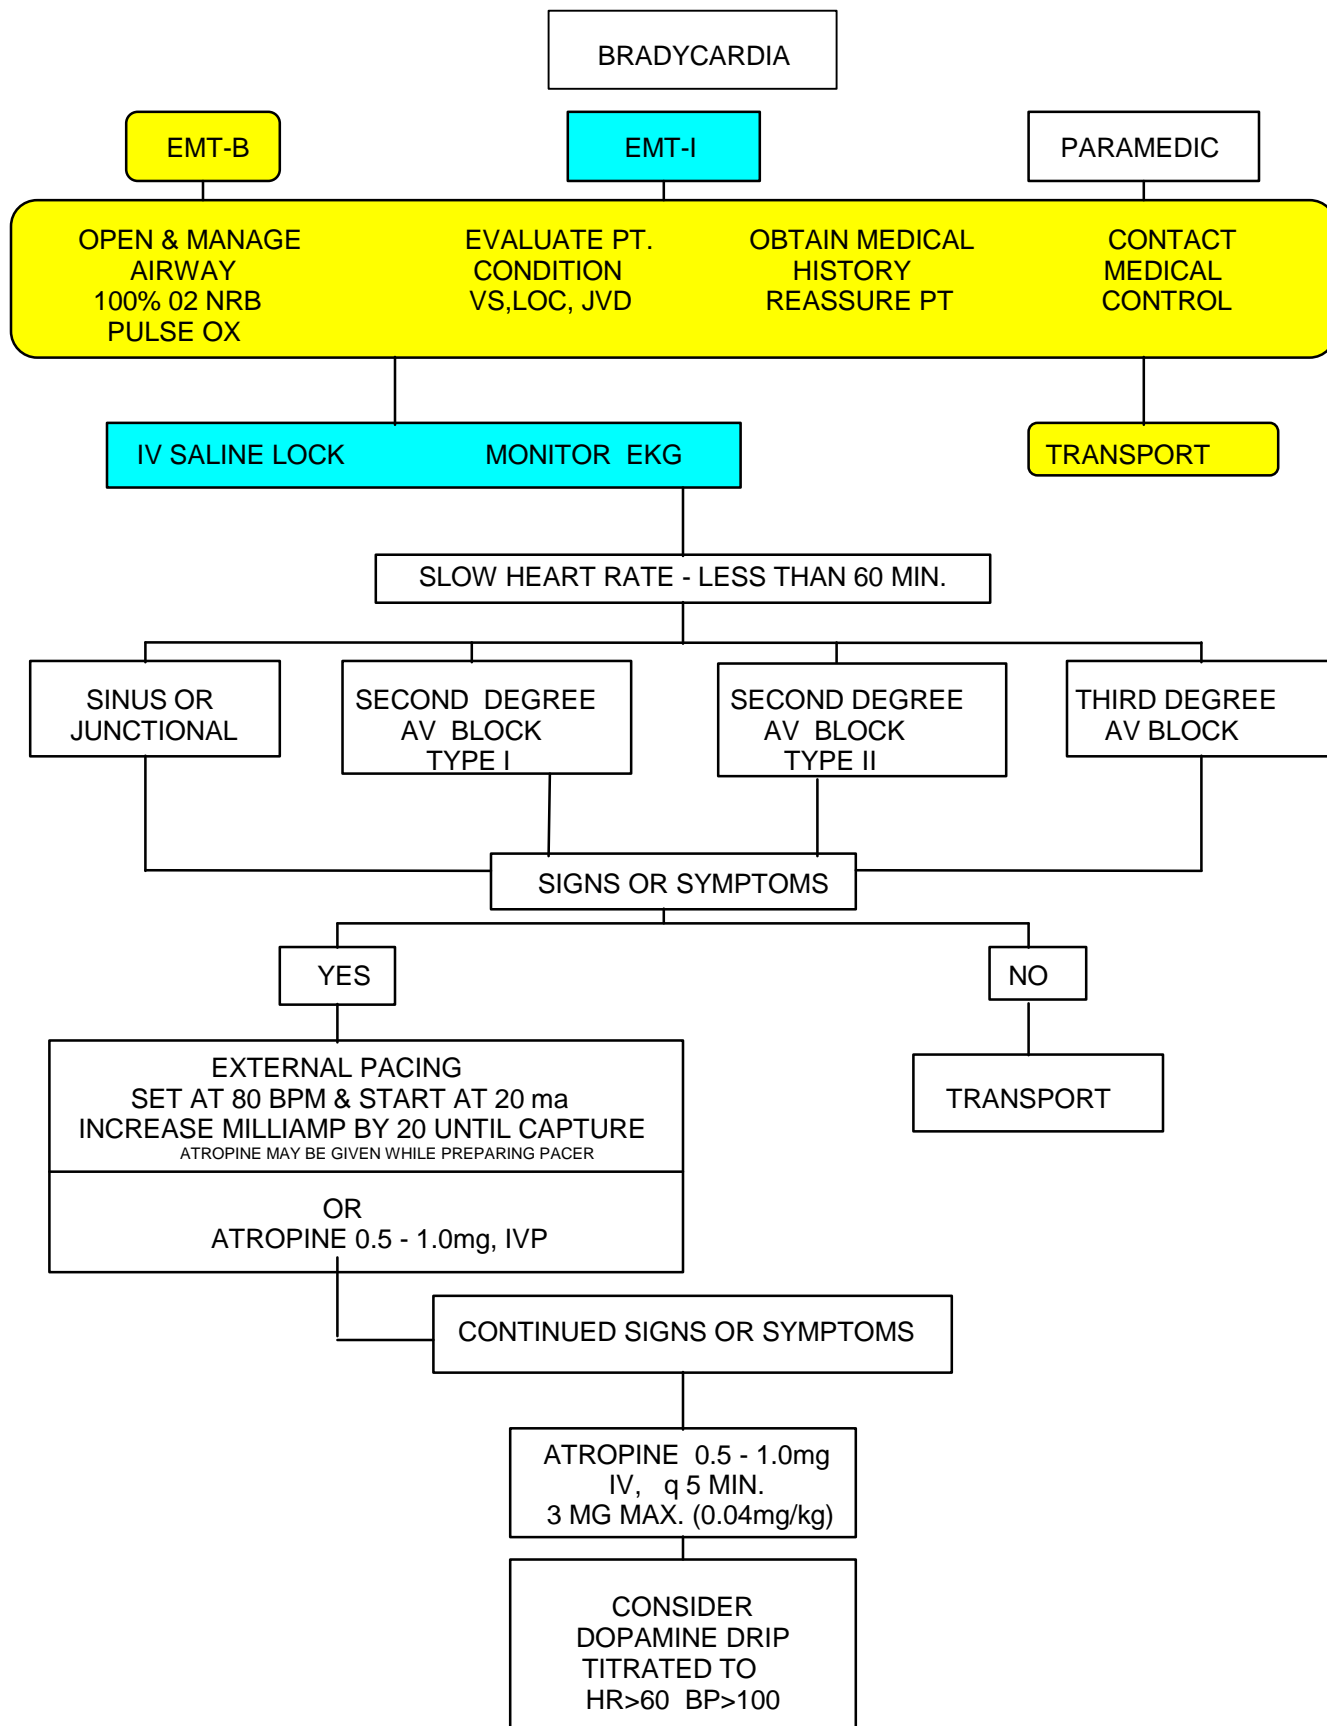 BRADYCARDIA
EMT-B
EMT-I
PARAMEDIC
OPEN & MANAGE
AIRWAY
100% 02 NRB
PULSE OX
EVALUATE PT.
CONDITION
VS,LOC, JVD
OBTAIN MEDICAL
HISTORY
REASSURE PT
CONTACT
MEDICAL
CONTROL
IV SALINE LOCK
MONITOR EKG
TRANSPORT
SLOW HEART RATE - LESS THAN 60 MIN.
SINUS OR
JUNCTIONAL
SECOND DEGREE
AV BLOCK
TYPE I
SECOND DEGREE
AV BLOCK
TYPE II
THIRD DEGREE
AV BLOCK
SIGNS OR SYMPTOMS
YES
NO
EXTERNAL PACING
SET AT 80 BPM & START AT 20 ma
INCREASE MILLIAMP BY 20 UNTIL CAPTURE
ATROPINE MAY BE GIVEN WHILE PREPARING PACER
TRANSPORT
OR
ATROPINE 0.5 - 1.0mg, IVP
CONTINUED SIGNS OR SYMPTOMS
ATROPINE 0.5 - 1.0mg
IV, q 5 MIN.
3 MG MAX. (0.04mg/kg)
CONSIDER
DOPAMINE DRIP
TITRATED TO
HR>60 BP>100